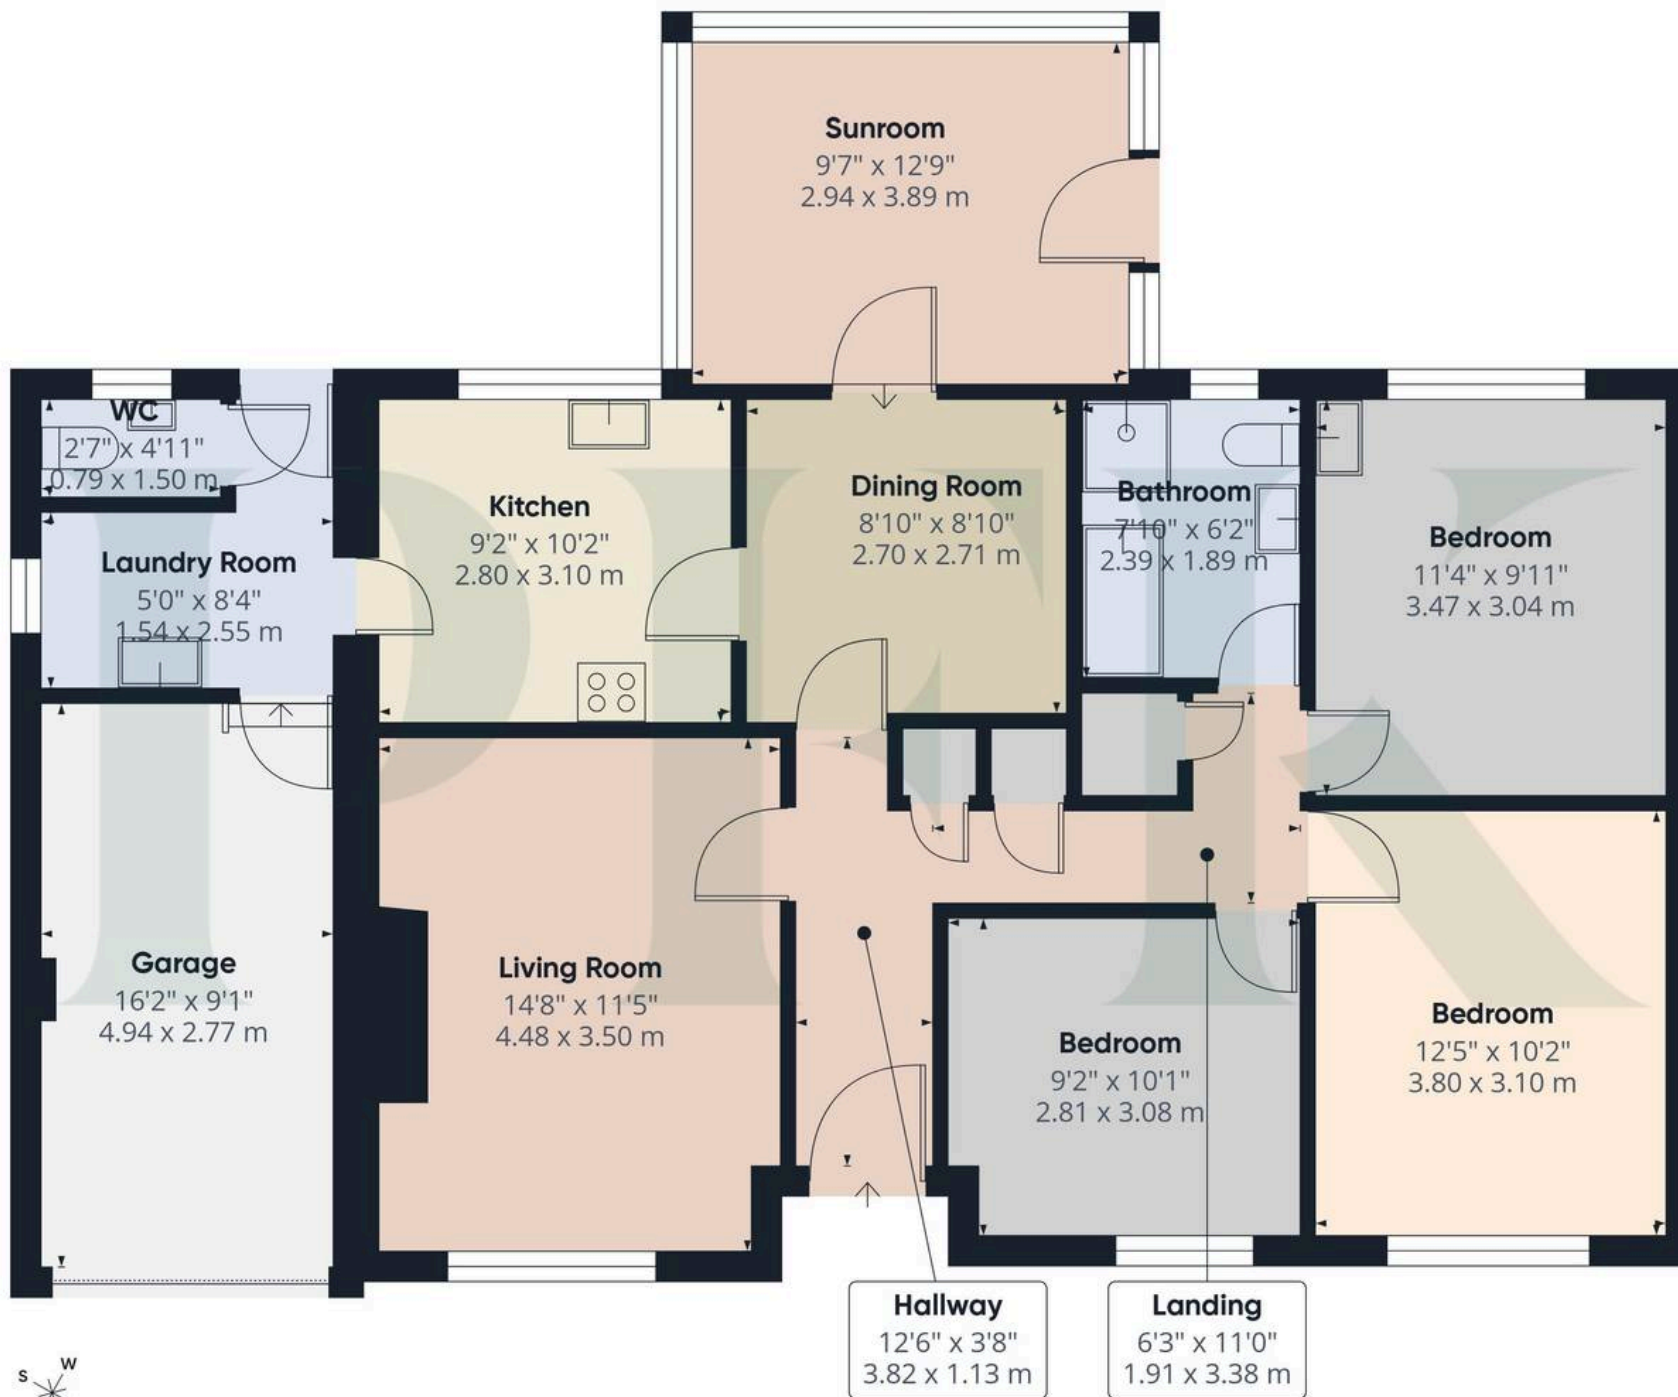 Sunroom
9'7" x 12'9"
2.94 x 3.89 m
WC
2'7" x 4'11"
0.79 x 1.50 m
Kitchen
9'2" x 10'2"
2.80 x 3.10 m
Dining Room
8'10" x 8'10"
2.70 x 2.71 m
Bathroom
7'10" x 6'2"
2.39 x 1.89 m
Bedroom
11'4" x 9'11"
3.47 x 3.04 m
Laundry Room
5'0" x 8'4"
1.54 x 2.55 m
Garage
16'2" x 9'1"
4.94 x 2.77 m
Living Room
14'8" x 11'5"
4.48 x 3.50 m
Bedroom
9'2" x 10'1"
2.81 x 3.08 m
Bedroom
12'5" x 10'2"
3.80 x 3.10 m
Hallway
12'6" x 3'8"
3.82 x 1.13 m
Landing
6'3" x 11'0"
1.91 x 3.38 m
S W